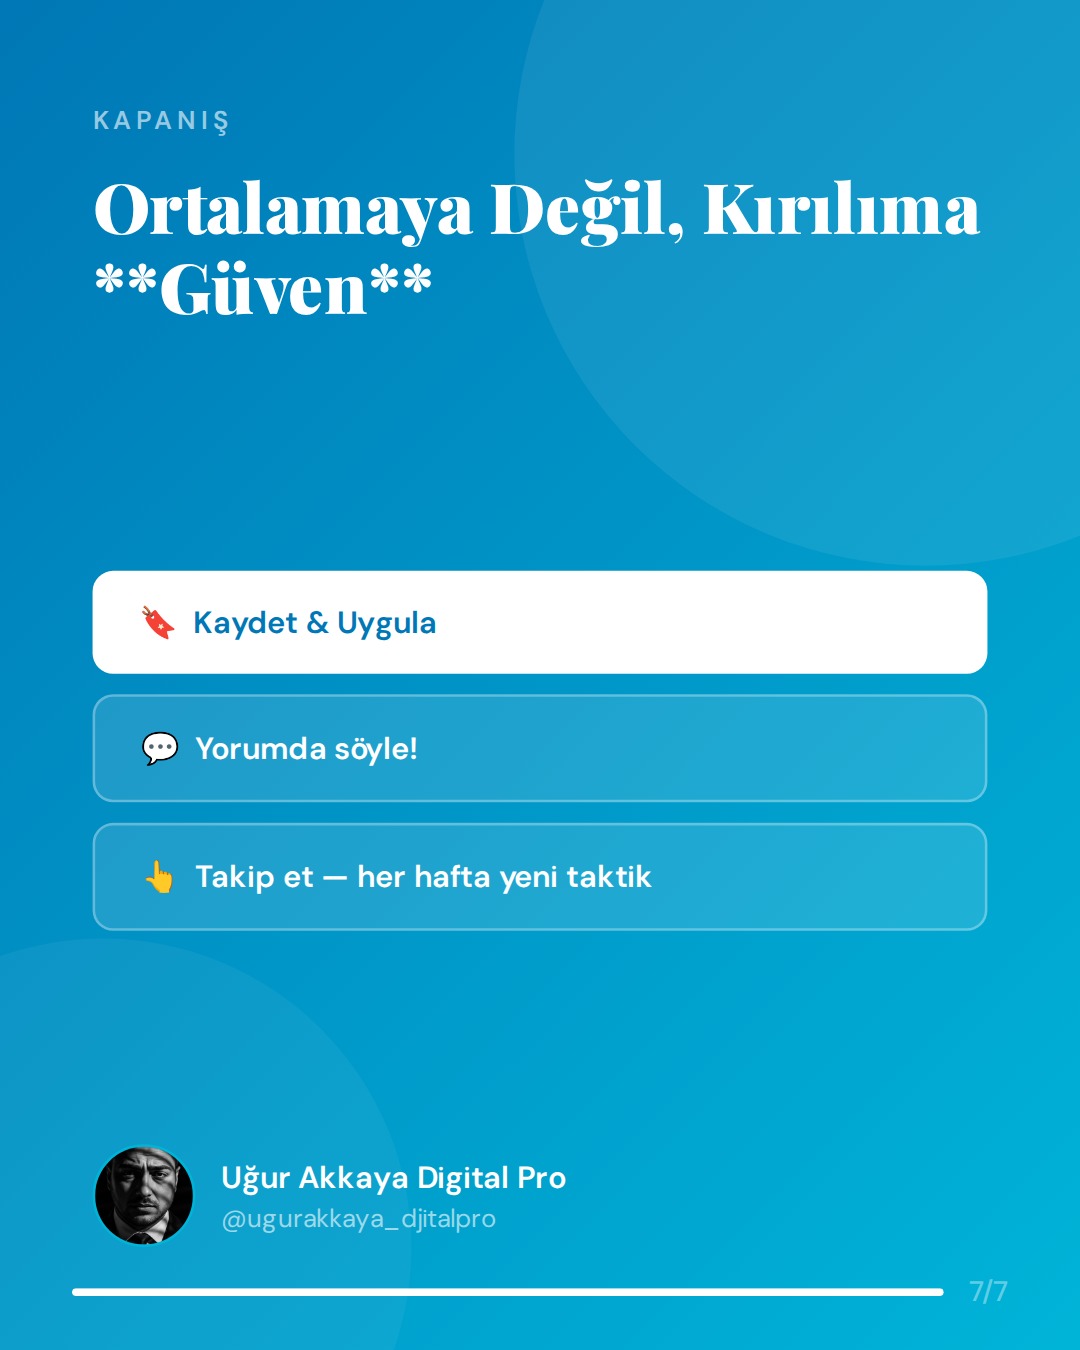 KAPANIŞ
Ortalamaya Değil, Kırılıma
**Güven**
🔖 Kaydet & Uygula
💬 Yorumda söyle!
👆 Takip et — her hafta yeni taktik
Uğur Akkaya Digital Pro
@ugurakkaya_djitalpro
7/7